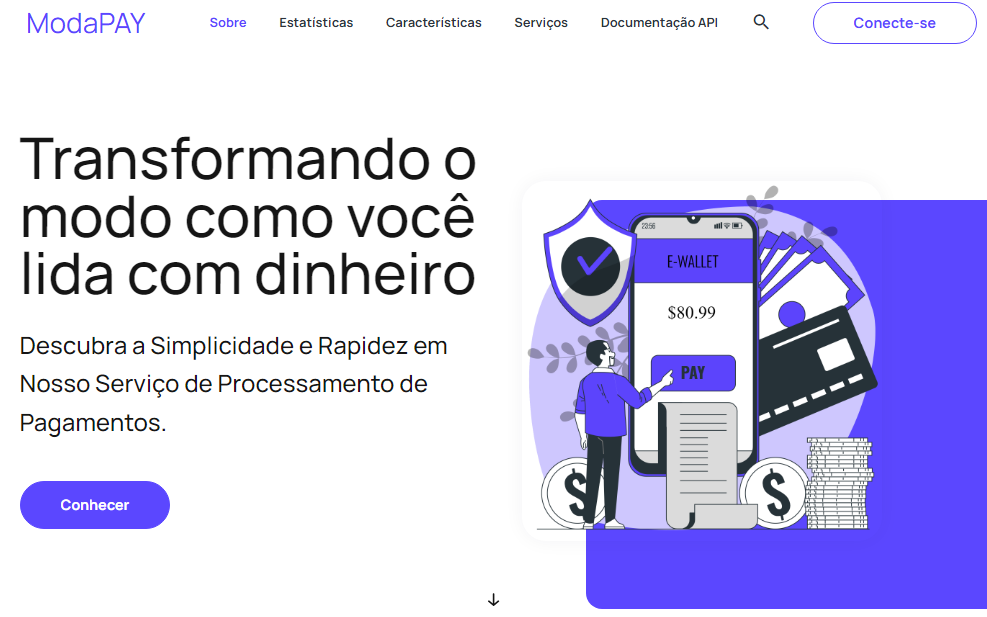 ModaPAY
Sobre
Estatísticas
Características
Serviços
Documentação API
Conecte-se
Transformando o
modo como você
lida com dinheiro
Descubra a Simplicidade e Rapidez em
Nosso Serviço de Processamento de
Pagamentos.
Conhecer
23:56
E-WALLET
$80.99
PAY
$
$